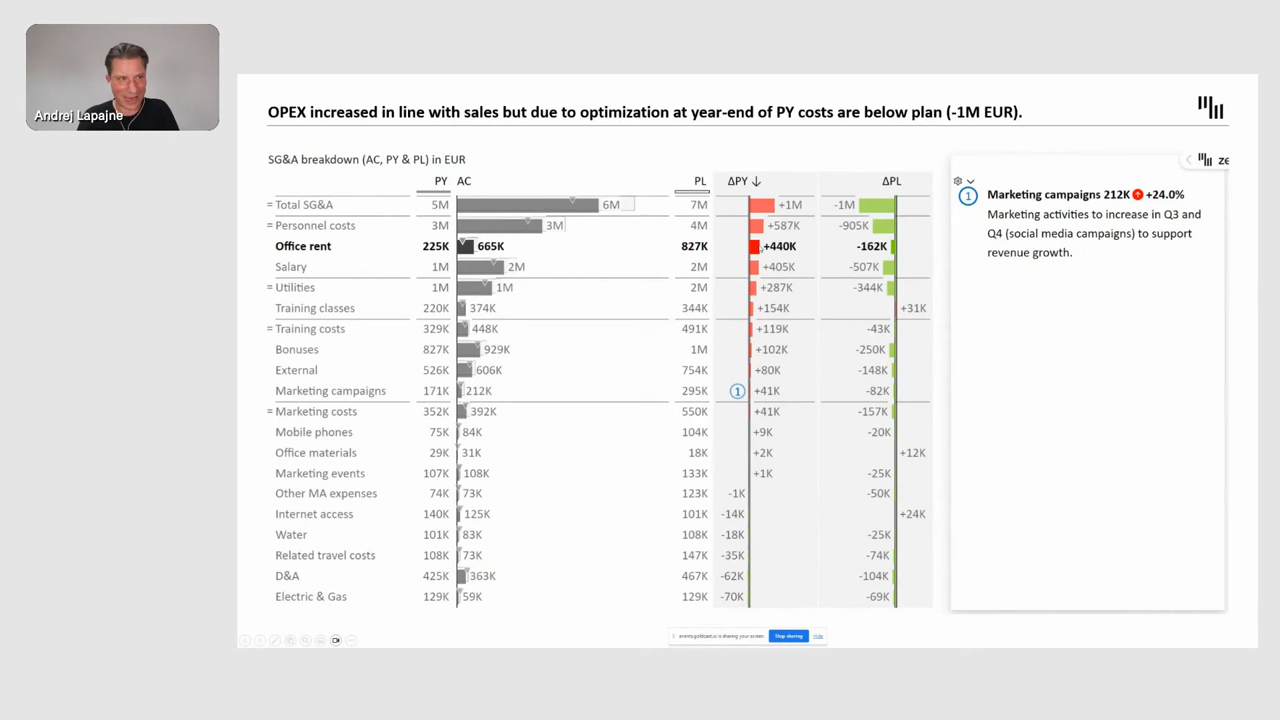 Andrej Lapajne
OPEX increased in line with sales but due to optimization at year-end of PY costs are below plan (-1M EUR).
SG&A breakdown (AC, PY & PL) in EUR
PY AC PL ΔPY ↓ ΔPL
= Total SG&A 5M 6M 7M +1M -1M
= Personnel costs 3M 3M 4M +587K -905K
Office rent 225K 665K 827K +440K -162K
Salary 1M 2M 2M +405K -507K
= Utilities 1M 1M 2M +287K -344K
Training classes 220K 374K 344K +154K +31K
= Training costs 329K 448K 491K +119K -43K
Bonuses 827K 929K 1M +102K -250K
External 526K 606K 754K +80K -148K
Marketing campaigns 171K 212K 295K 1 +41K -82K
= Marketing costs 352K 392K 550K +41K -157K
Mobile phones 75K 84K 104K +9K -20K
Office materials 29K 31K 18K +2K +12K
Marketing events 107K 108K 133K +1K -25K
Other MA expenses 74K 73K 123K -1K -50K
Internet access 140K 125K 101K -14K +24K
Water 101K 83K 108K -18K -25K
Related travel costs 108K 73K 147K -35K -74K
D&A 425K 363K 467K -62K -104K
Electric & Gas 129K 59K 129K -70K -69K
ze
1 Marketing campaigns 212K +24.0%
Marketing activities to increase in Q3 and
Q4 (social media campaigns) to support
revenue growth.
events.goldcast.io is sharing your screen. Stop sharing Hide